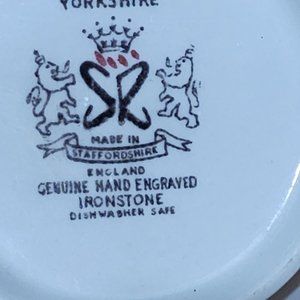 YORKSHIRE
SR
MADE IN
STAFFORDSHIRE
ENGLAND
GENUINE HAND ENGRAVED
IRONSTONE
DISHWASHER SAFE